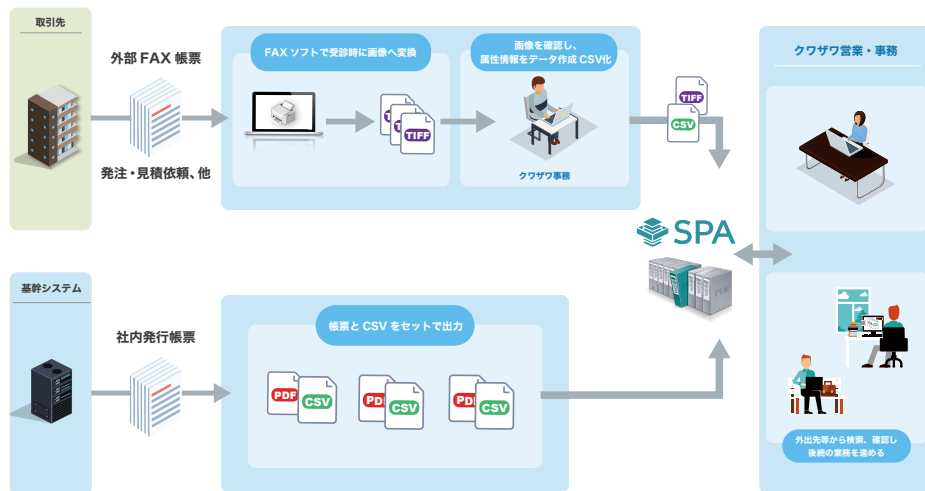 取引先
外部 FAX 帳票
発注・見積依頼、他
FAX ソフトで受診時に画像へ変換
TIFF
TIFF
TIFF
画像を確認し、
属性情報をデータ作成 CSV化
クワザワ事務
TIFF
CSV
SPA
PDF
クワザワ営業・事務
基幹システム
社内発行帳票
帳票と CSV をセットで出力
PDF
CSV
PDF
CSV
PDF
CSV
外出先等から検索、確認し
後続の業務を進める